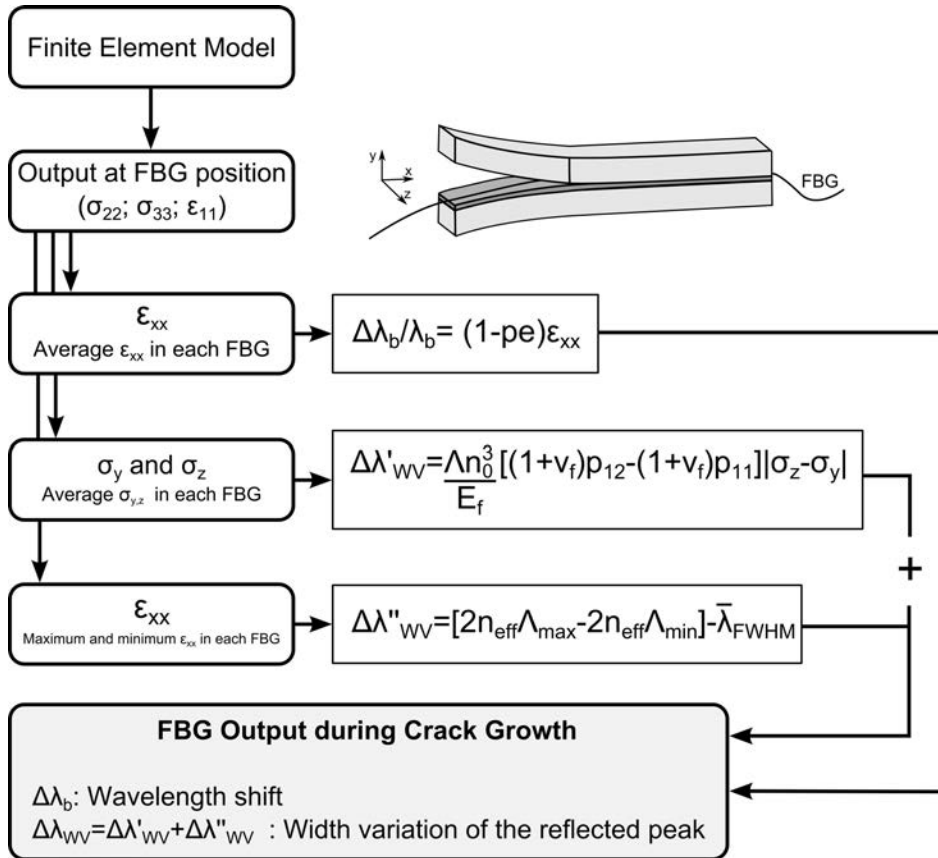 Finite Element Model
Output at FBG position
(σ22; σ33; ε11)
y
x
z
FBG
εxx
Average εxx in each FBG
Δλb/λb= (1-pe)εxx
σy and σz
Average σy,z in each FBG
Δλ'WV=Λn0^3/Ef[(1+vf)p12-(1+vf)p11]|σz-σy|
+
εxx
Maximum and minimum εxx in each FBG
Δλ"WV=[2neffΛmax-2neffΛmin]-λ̄FWHM
FBG Output during Crack Growth
Δλb: Wavelength shift
ΔλWV=Δλ'WV+Δλ"WV : Width variation of the reflected peak